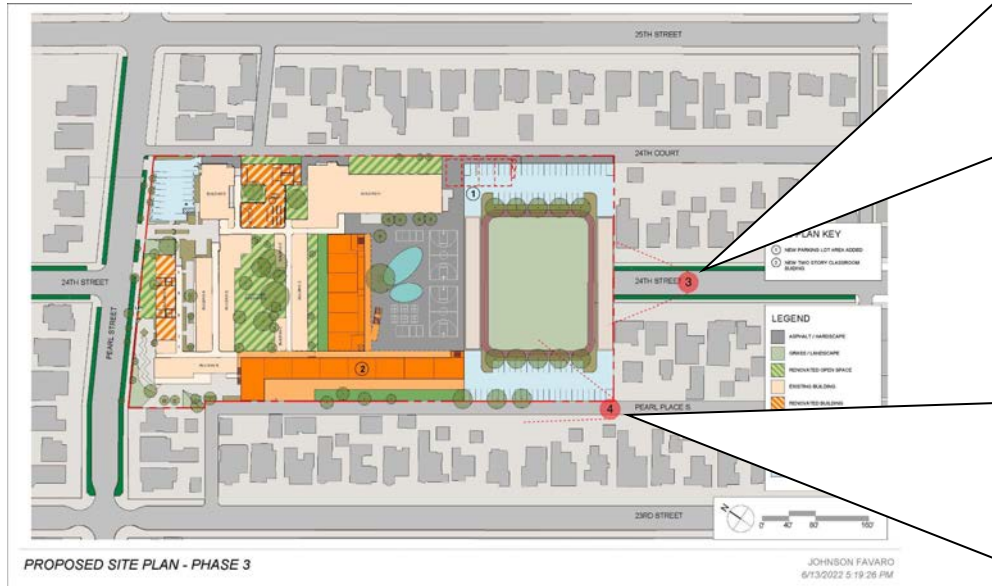 25TH STREET
24TH COURT
1
PLAN KEY
1 NEW PARKING LOT AREA ADDED
2 NEW TWO STORY CLASSROOM
BUILDING
24TH STREET
PEARL STREET
24TH STREET
3
LEGEND
ASPHALT / HARDSCAPE
GRASS / LANDSCAPE
RENOVATED OPEN SPACE
EXISTING BUILDING
RENOVATED BUILDING
2
4
PEARL PLACE S.
23RD STREET
N
0' 40' 80' 160'
PROPOSED SITE PLAN - PHASE 3
JOHNSON FAVARO
6/13/2022 5:19:26 PM